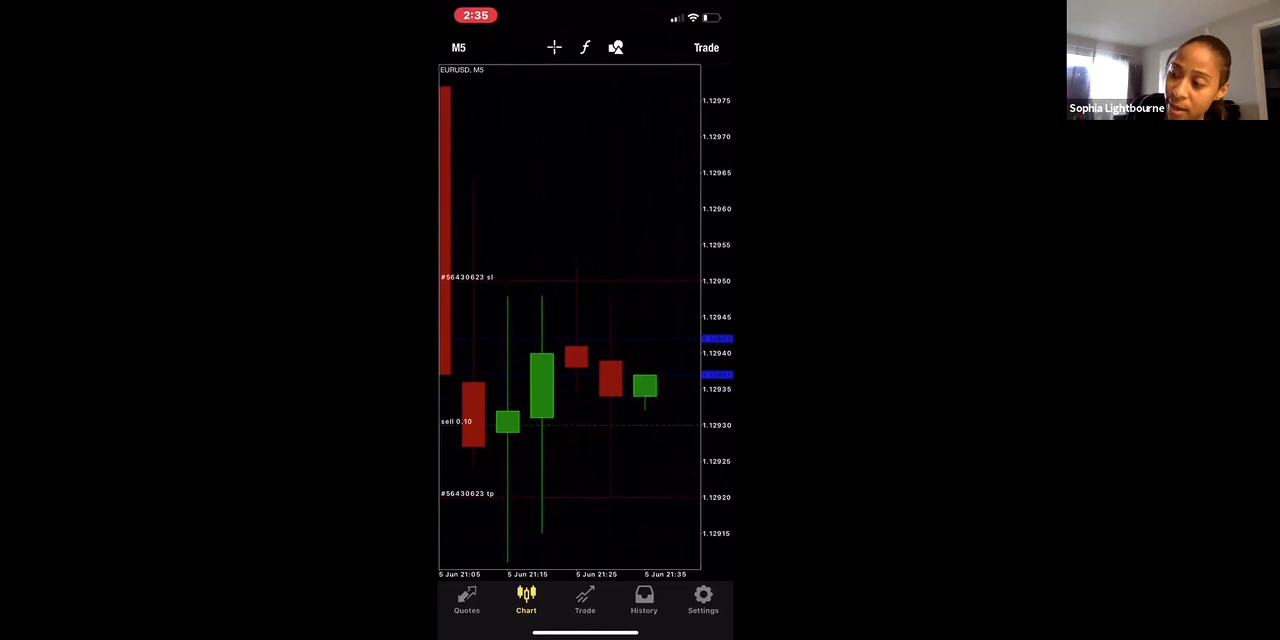 2:35
M5
Trade
EURUSD, M5
1.12975
1.12970
1.12965
1.12960
1.12955
#56430623 sl
1.12950
1.12945
1.12940
1.12935
sell 0.10
1.12930
1.12925
#56430623 tp
1.12920
1.12915
5 Jun 21:05 5 Jun 21:15 5 Jun 21:25 5 Jun 21:35
Quotes Chart Trade History Settings
Sophia Lightbourne